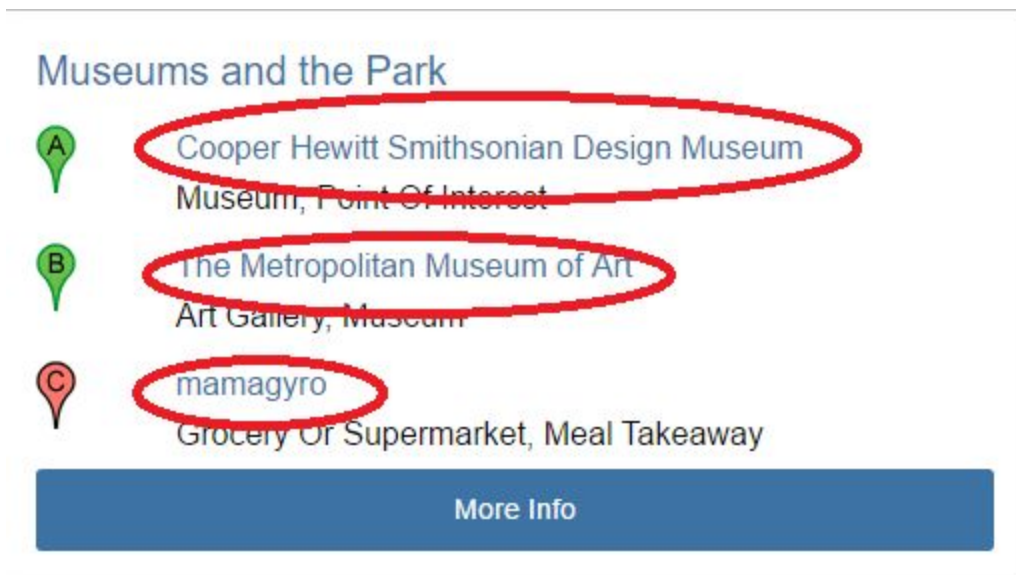 Museums and the Park
A
Cooper Hewitt Smithsonian Design Museum
Museum, Point Of Interest
B
The Metropolitan Museum of Art
Art Gallery, Museum
C
mamagyro
Grocery Or Supermarket, Meal Takeaway
More Info